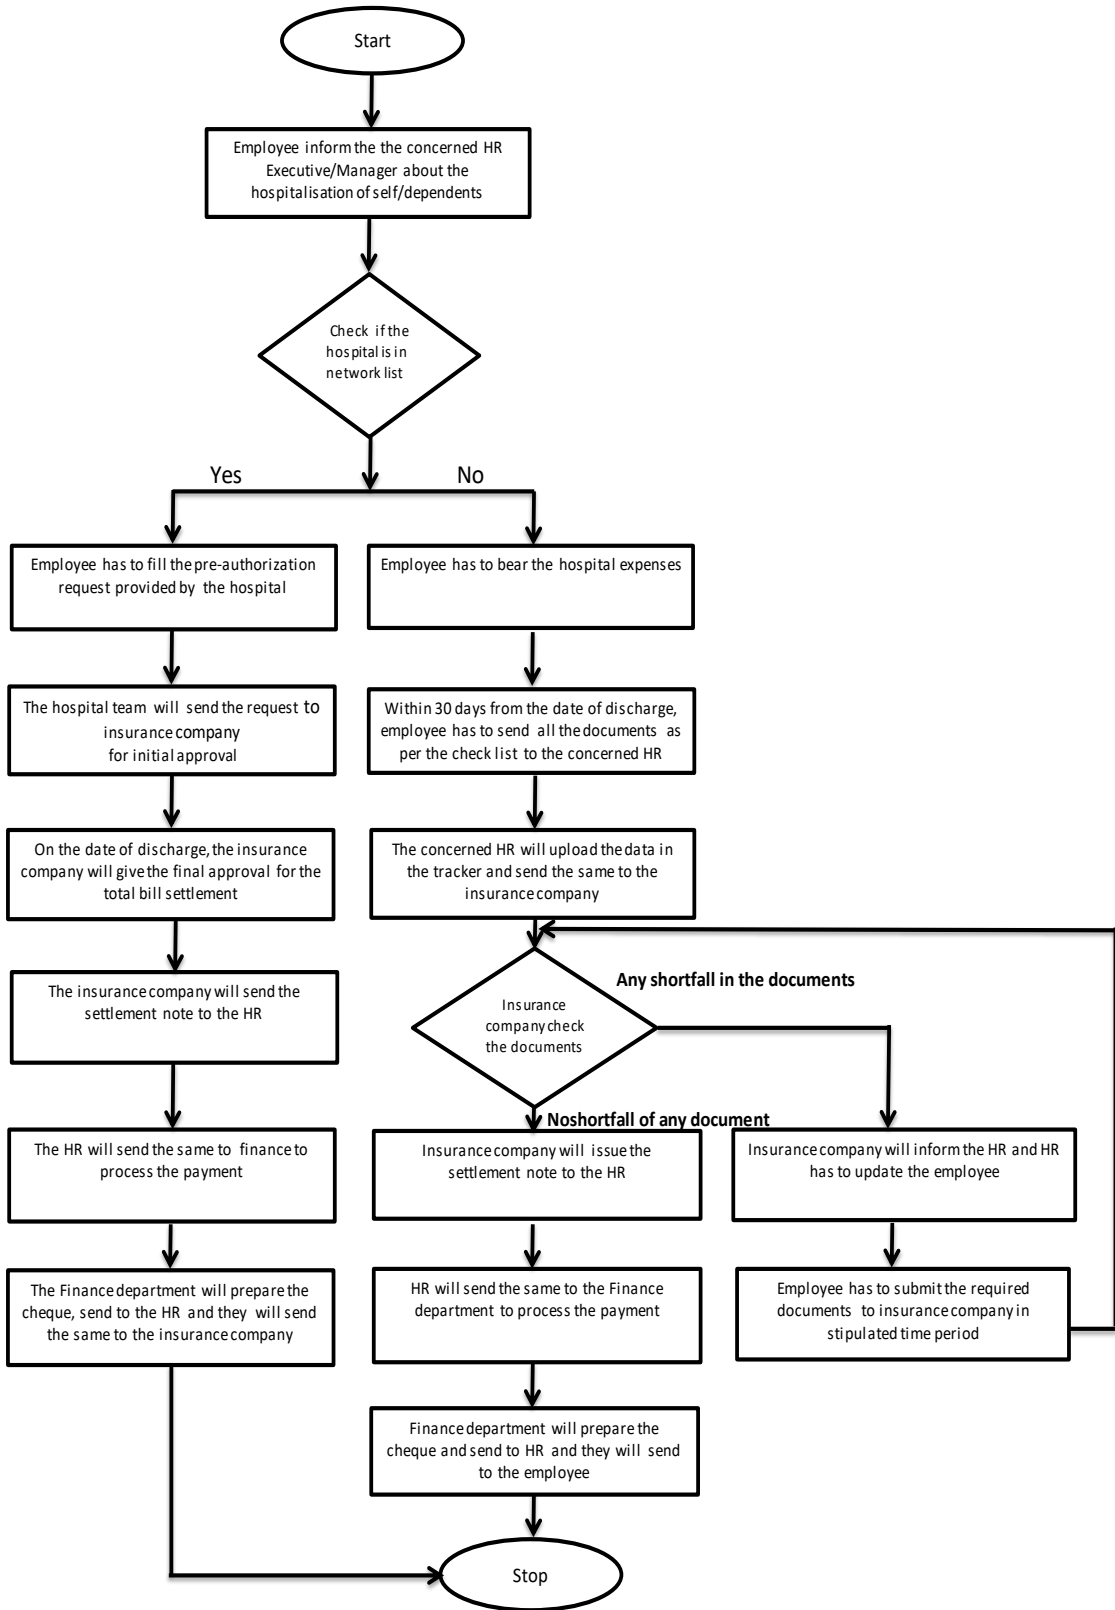 Start
Employee inform the the concerned HR
Executive/Manager about the
hospitalisation of self/dependents
Check if the
hospital is in
network list
Yes
No
Employee has to fill the pre-authorization
request provided by the hospital
The hospital team will send the request to
insurance company
for initial approval
On the date of discharge, the insurance
company will give the final approval for the
total bill settlement
The insurance company will send the
settlement note to the HR
The HR will send the same to finance to
process the payment
The Finance department will prepare the
cheque, send to the HR and they will send
the same to the insurance company
Employee has to bear the hospital expenses
Within 30 days from the date of discharge,
employee has to send all the documents as
per the check list to the concerned HR
The concerned HR will upload the data in
the tracker and send the same to the
insurance company
Insurance
company check
the documents
Any shortfall in the documents
Noshortfall of any document
Insurance company will issue the
settlement note to the HR
HR will send the same to the Finance
department to process the payment
Finance department will prepare the
cheque and send to HR and they will send
to the employee
Insurance company will inform the HR and HR
has to update the employee
Employee has to submit the required
documents to insurance company in
stipulated time period
Stop